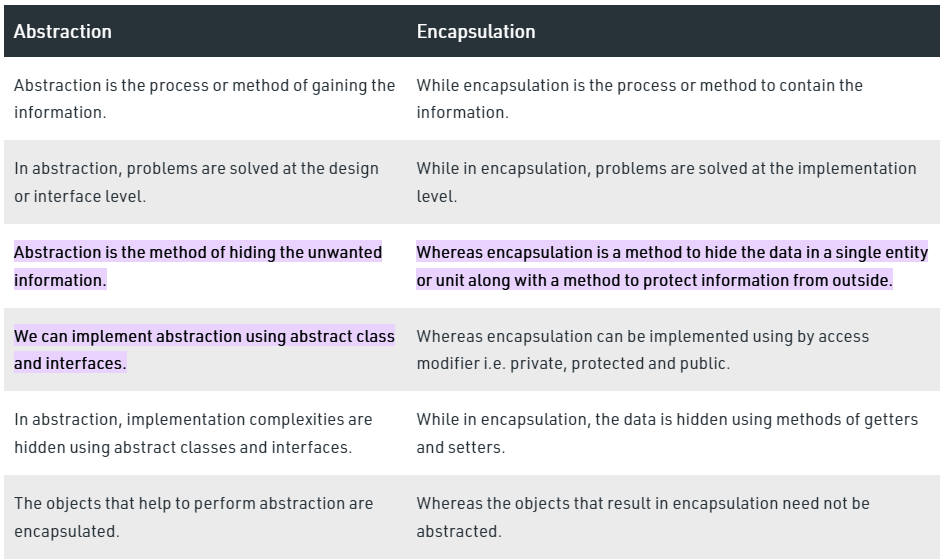 Abstraction
Encapsulation
Abstraction is the process or method of gaining the
information.
While encapsulation is the process or method to contain the
information.
In abstraction, problems are solved at the design
or interface level.
While in encapsulation, problems are solved at the implementation
level.
Abstraction is the method of hiding the unwanted
information.
Whereas encapsulation is a method to hide the data in a single entity
or unit along with a method to protect information from outside.
We can implement abstraction using abstract class
and interfaces.
Whereas encapsulation can be implemented using by access
modifier i.e. private, protected and public.
In abstraction, implementation complexities are
hidden using abstract classes and interfaces.
While in encapsulation, the data is hidden using methods of getters
and setters.
The objects that help to perform abstraction are
encapsulated.
Whereas the objects that result in encapsulation need not be
abstracted.